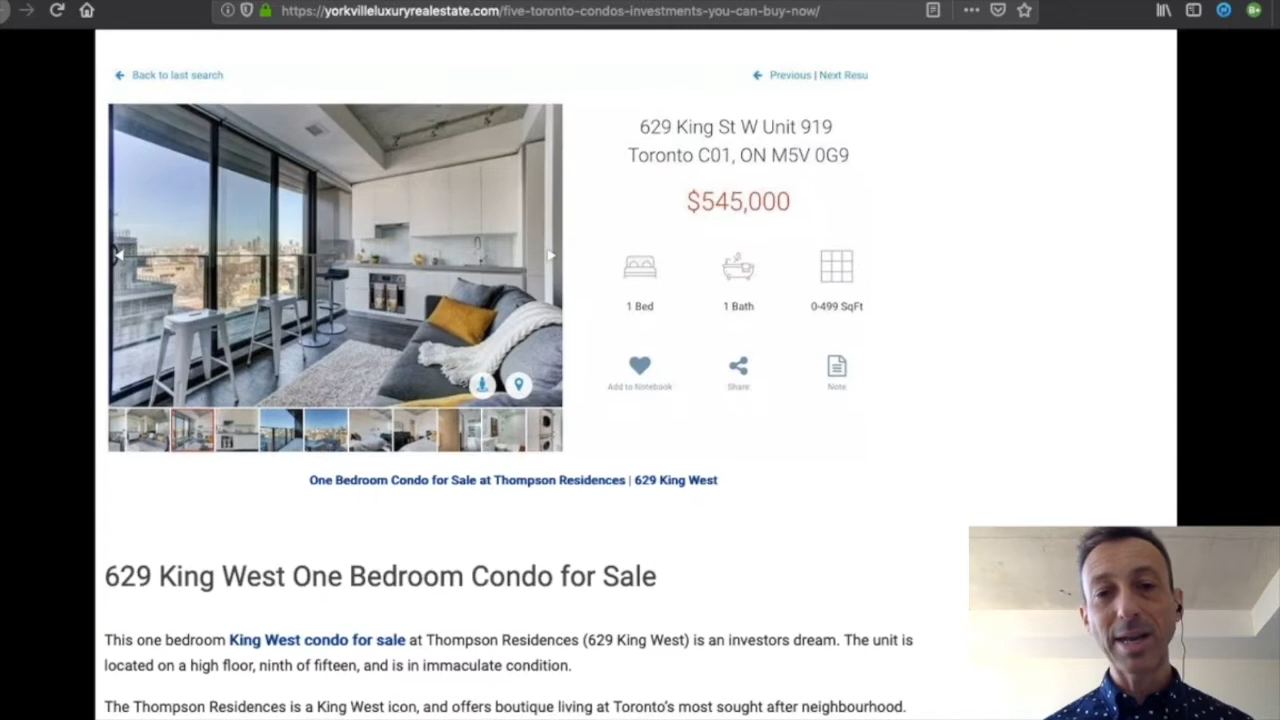 https://yorkvilleluxuryrealestate.com/five-toronto-condos-investments-you-can-buy-now/
Back to last search
Previous | Next Resu
629 King St W Unit 919
Toronto C01, ON M5V 0G9
$545,000
1 Bed
1 Bath
0-499 SqFt
Add to Notebook
Share
Note
One Bedroom Condo for Sale at Thompson Residences | 629 King West
629 King West One Bedroom Condo for Sale
This one bedroom King West condo for sale at Thompson Residences (629 King West) is an investors dream. The unit is
located on a high floor, ninth of fifteen, and is in immaculate condition.
The Thompson Residences is a King West icon, and offers boutique living at Toronto's most sought after neighbourhood.